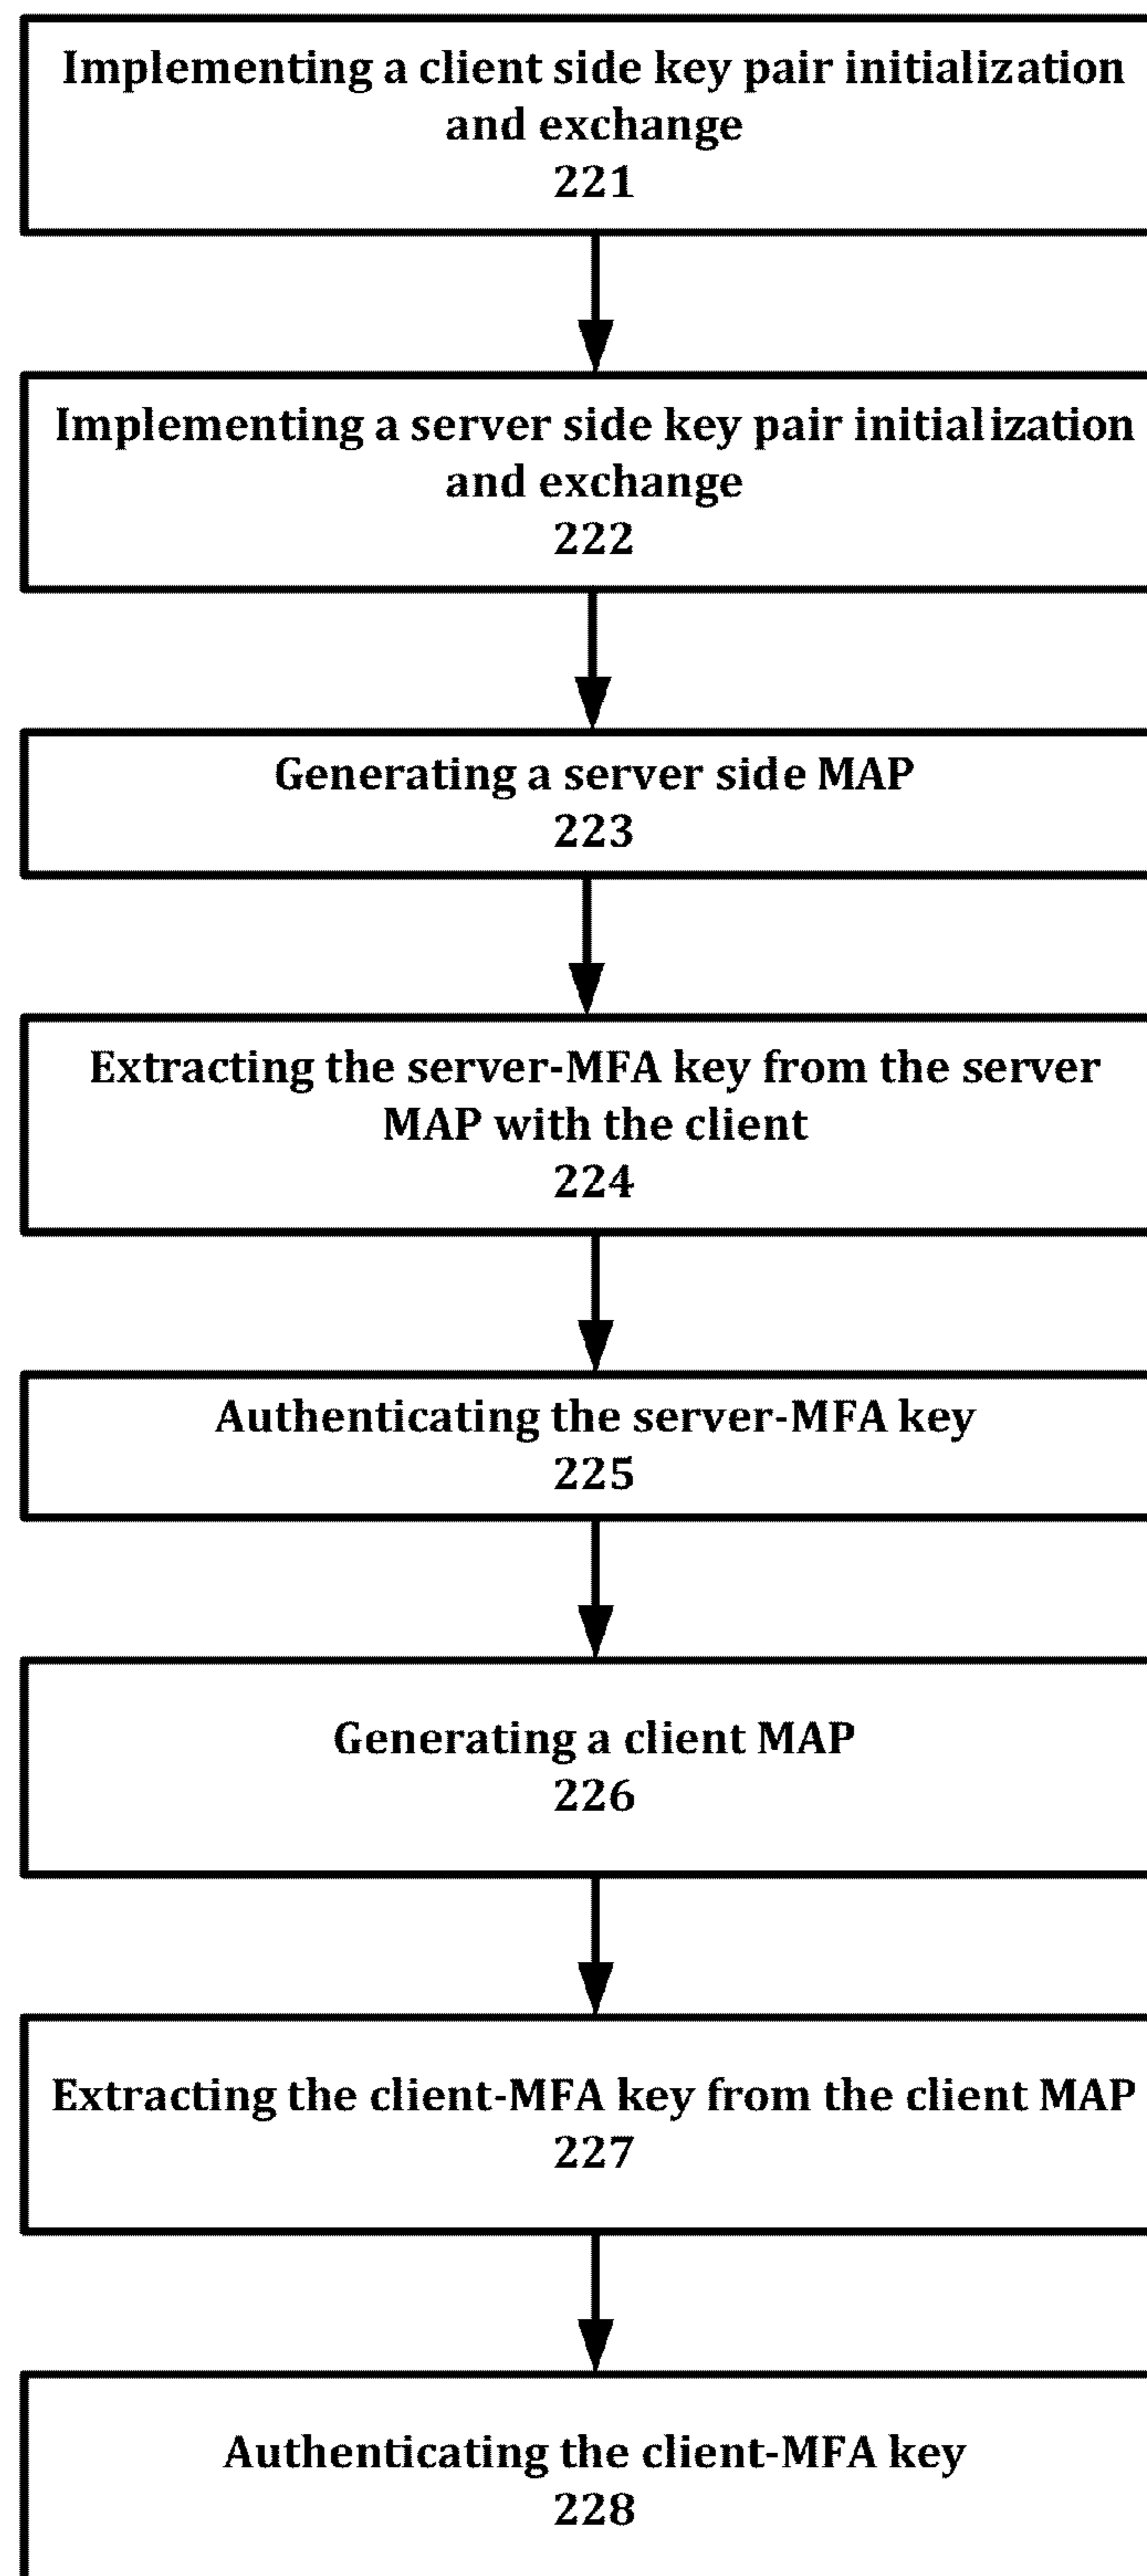 Implementing a client side key pair initialization
and exchange
221
Implementing a server side key pair initialization
and exchange
222
Generating a server side MAP
223
Extracting the server-MFA key from the server
MAP with the client
224
Authenticating the server-MFA key
225
Generating a client MAP
226
Extracting the client-MFA key from the client MAP
227
Authenticating the client-MFA key
228